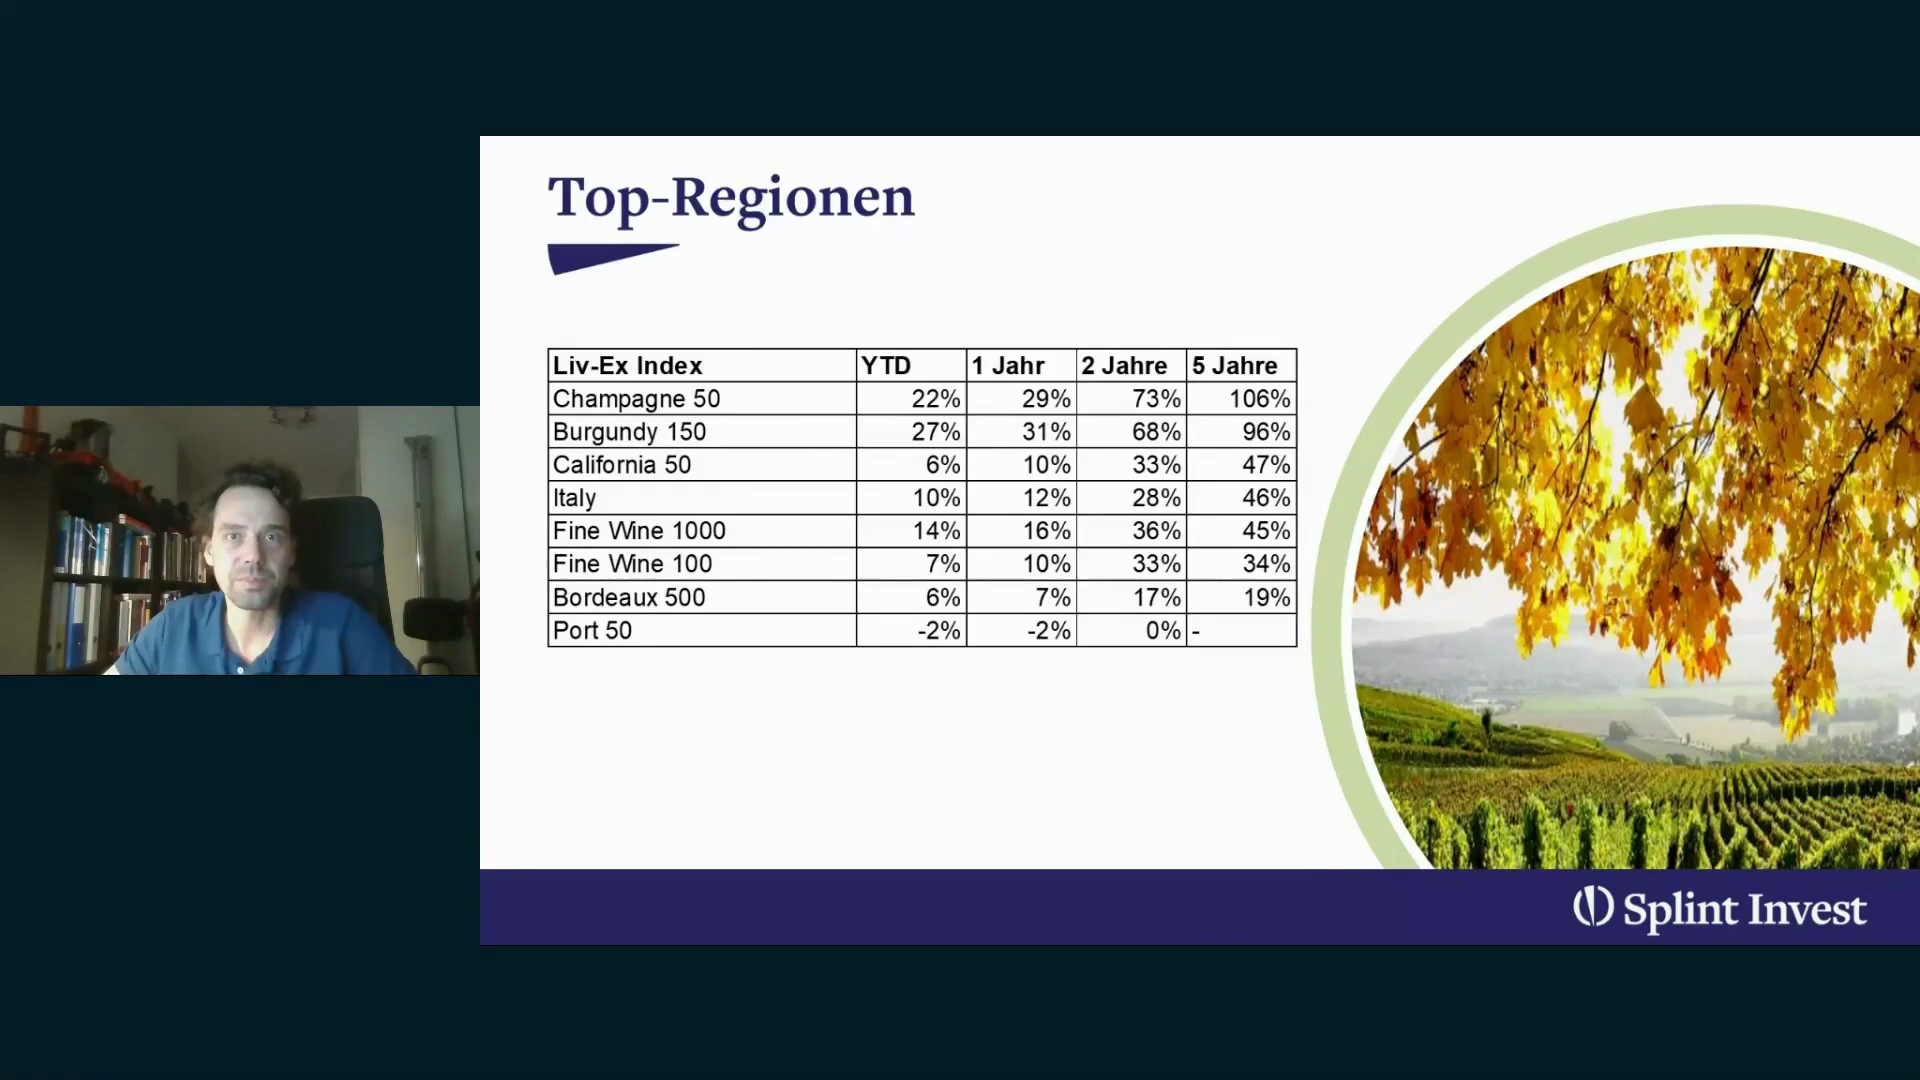 Top-Regionen
Liv-Ex Index YTD 1 Jahr 2 Jahre 5 Jahre
Champagne 50 22% 29% 73% 106%
Burgundy 150 27% 31% 68% 96%
California 50 6% 10% 33% 47%
Italy 10% 12% 28% 46%
Fine Wine 1000 14% 16% 36% 45%
Fine Wine 100 7% 10% 33% 34%
Bordeaux 500 6% 7% 17% 19%
Port 50 -2% -2% 0% -
Splint Invest